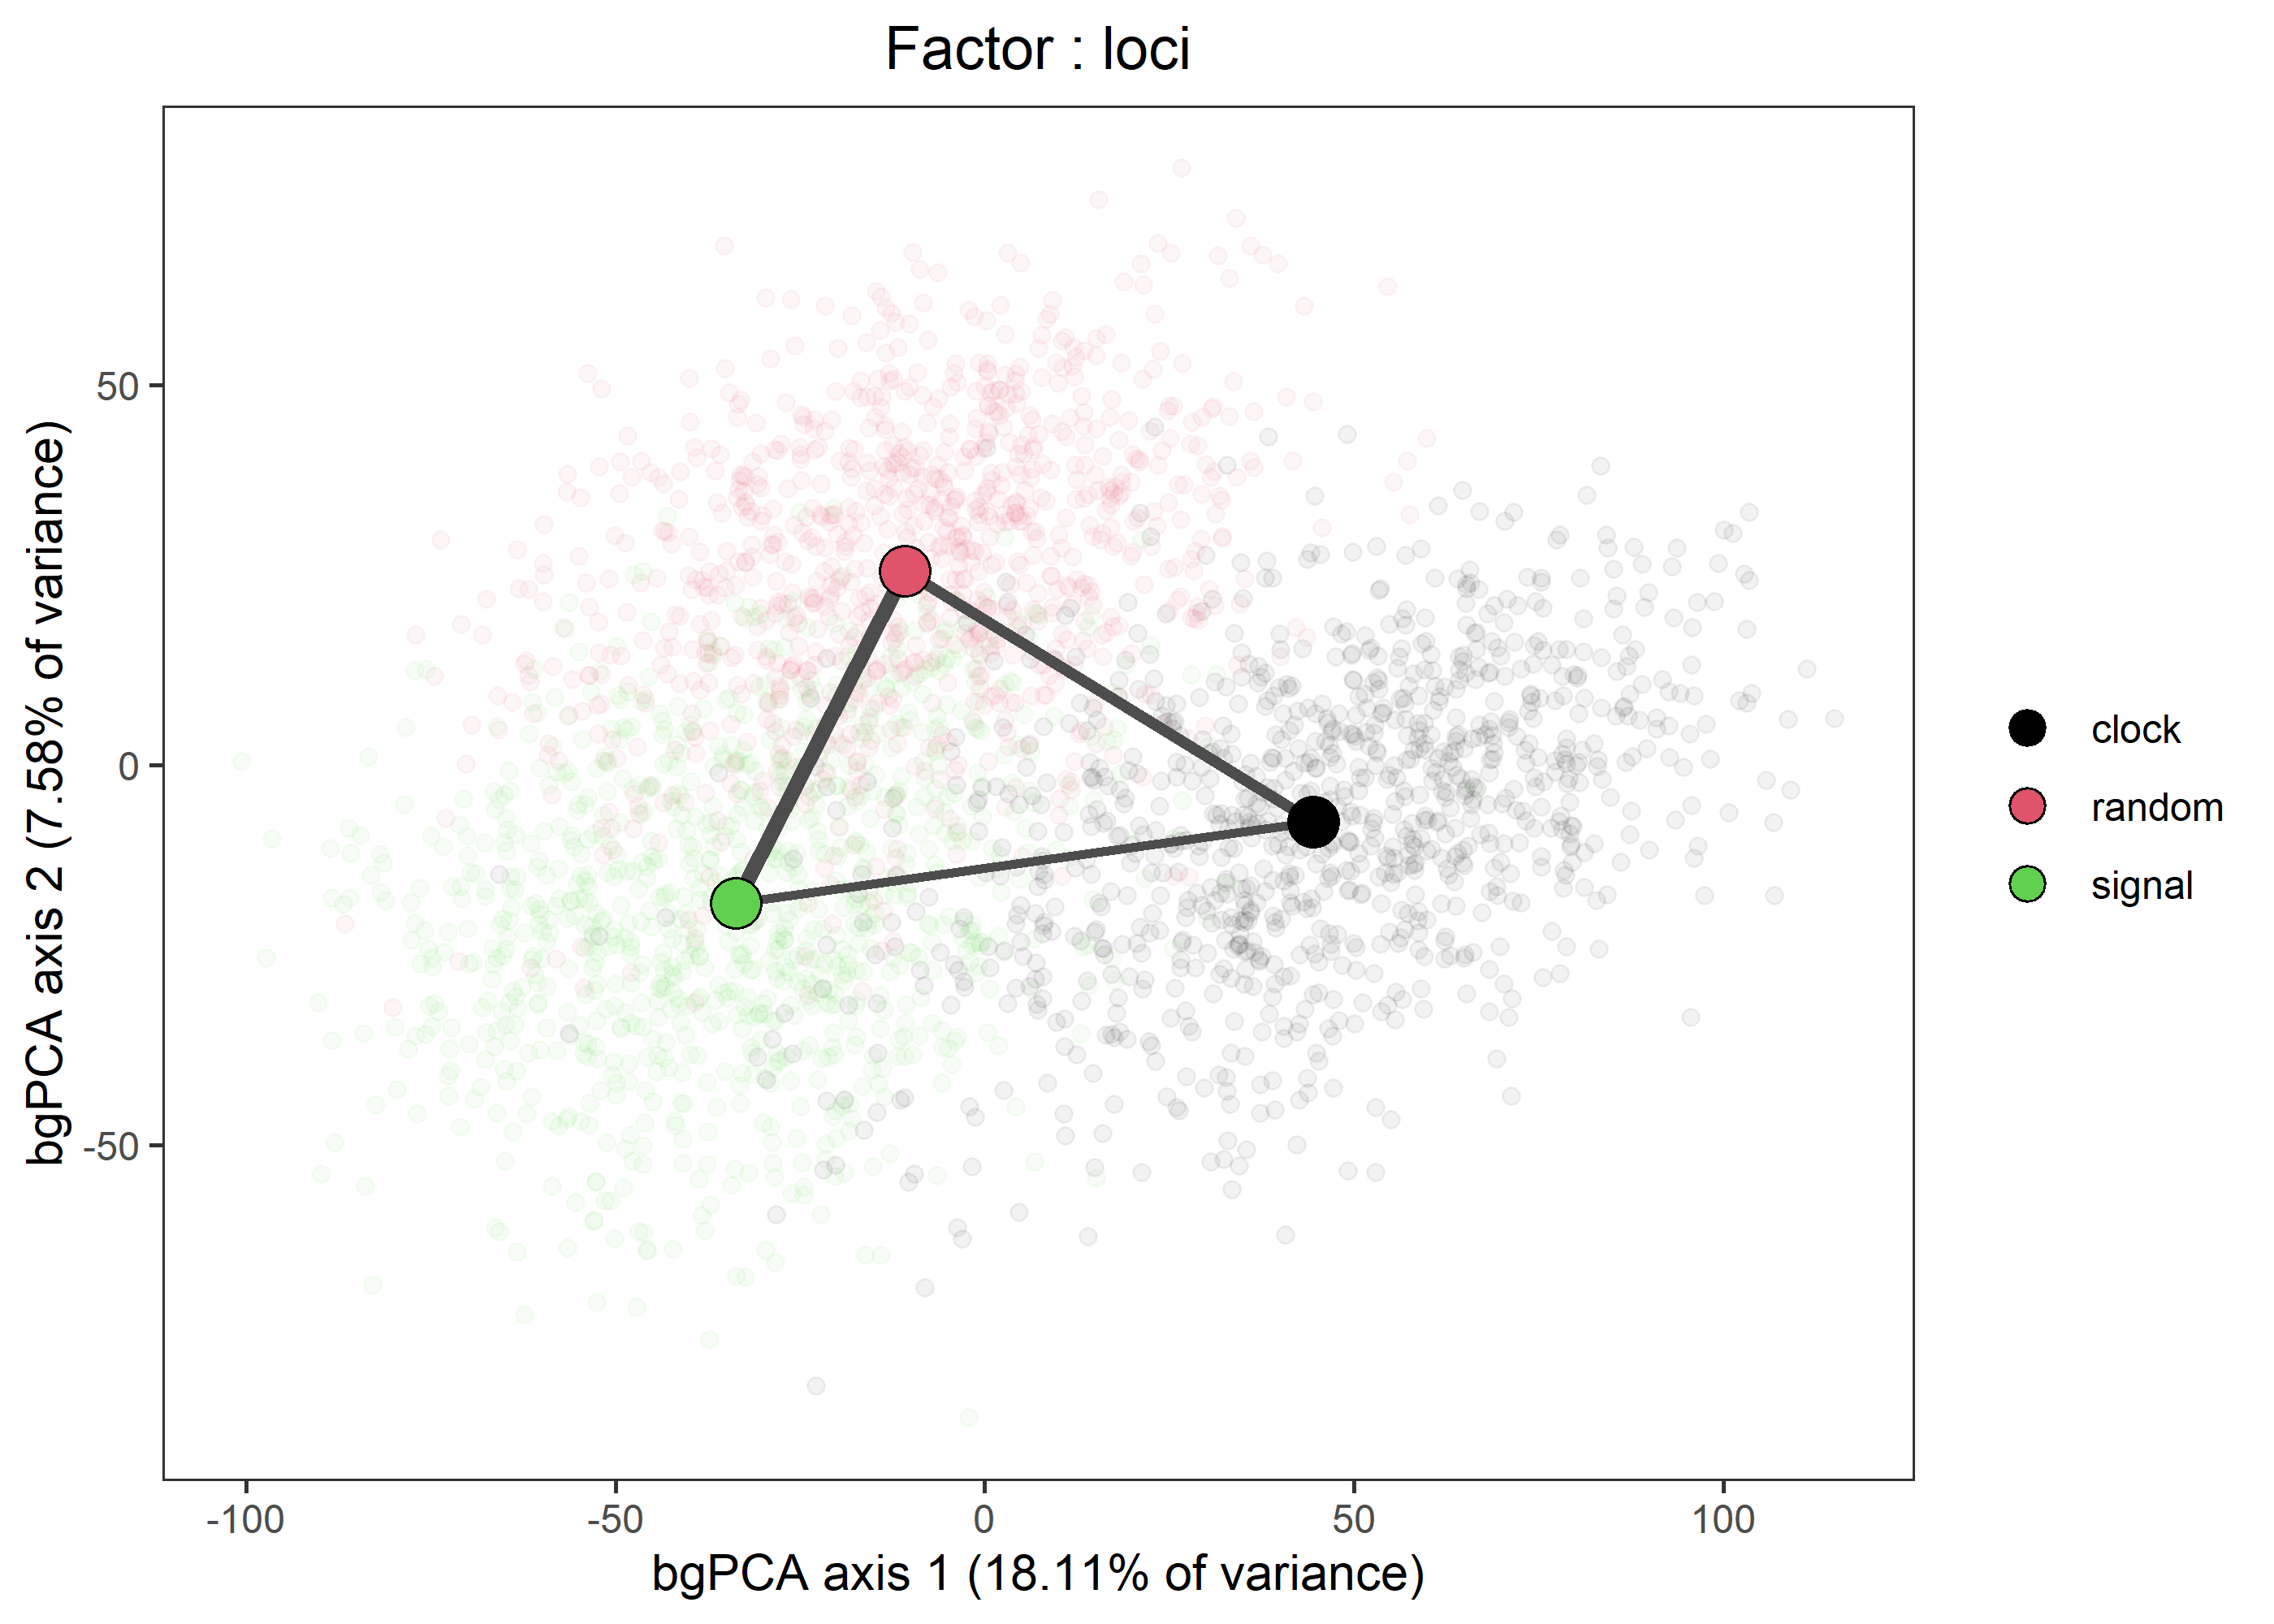 Factor : loci
bgPCA axis 2 (7.58% of variance)
50
0
-50
-100
-50
0
50
100
bgPCA axis 1 (18.11% of variance)
clock
random
signal